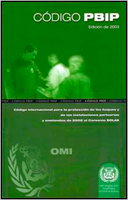 CÓDIGO PBIP
Edición de 2003
Código internacional para la protección de los buques y
de las instalaciones portuarias
y enmiendas de 2002 al Convenio SOLAS
OMI